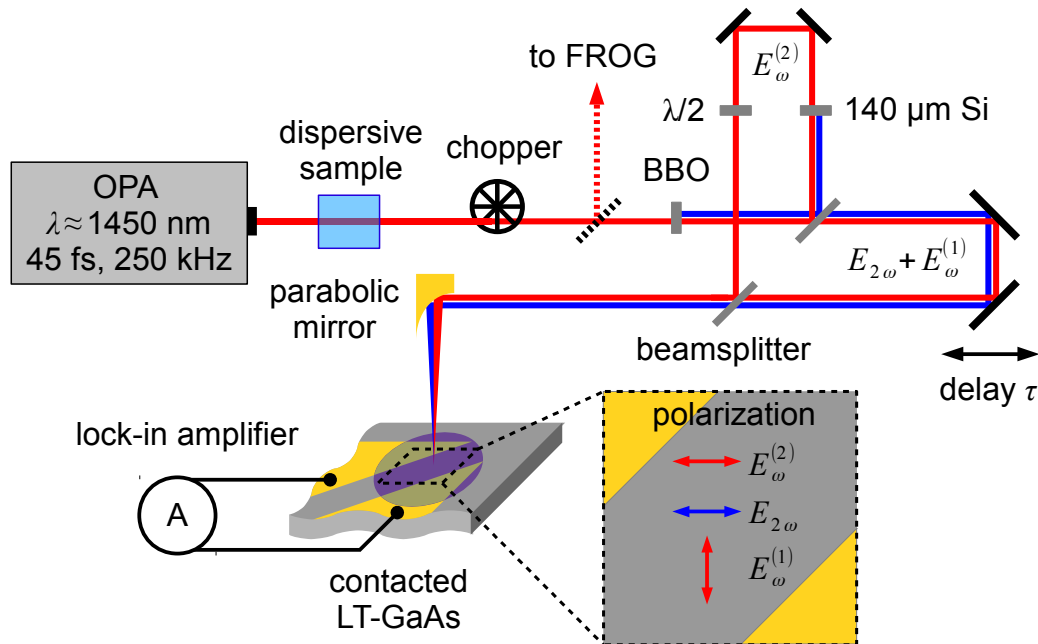 OPA
λ≈1450 nm
45 fs, 250 kHz
dispersive
sample
chopper
to FROG
BBO
λ/2
E_ω^(2)
140 µm Si
E_2ω + E_ω^(1)
parabolic
mirror
beamsplitter
delay τ
lock-in amplifier
A
contacted
LT-GaAs
polarization
E_ω^(2)
E_2ω
E_ω^(1)